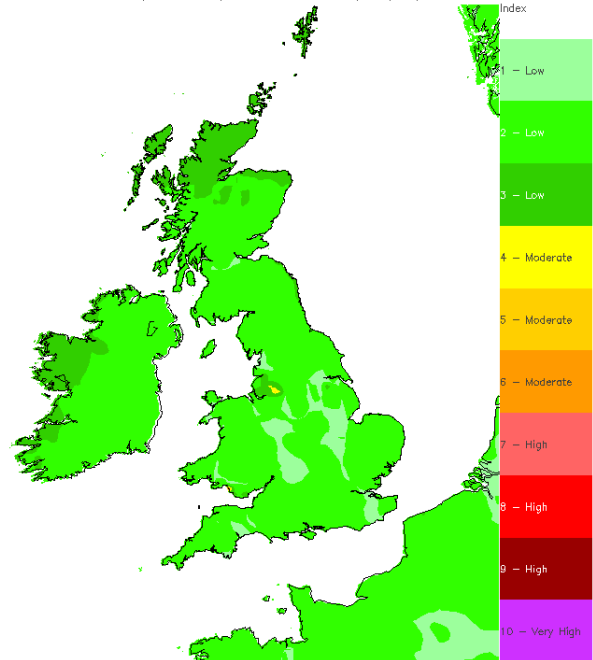 Index
1 - Low
2 - Low
3 - Low
4 - Moderate
5 - Moderate
6 - Moderate
7 - High
8 - High
9 - High
10 - Very High